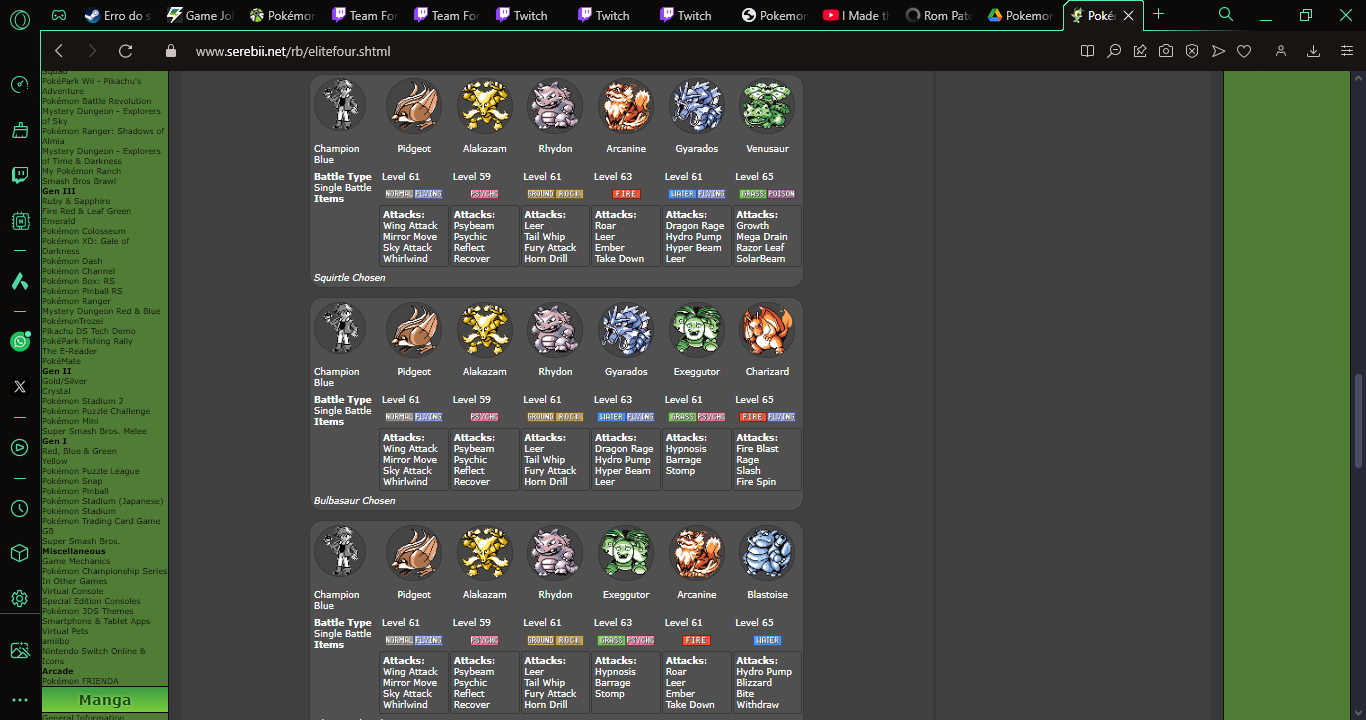 Erro do s
Game Jol
Pokémon
Team For
Team For
Twitch
Twitch
Twitch
Pokemon
I Made th
Rom Patc
Pokemon
Poké
www.serebii.net/rb/elitefour.shtml
Squad
PokéPark Wii - Pikachu's
Adventure
Pokémon Battle Revolution
Mystery Dungeon - Explorers
of Sky
Pokémon Ranger: Shadows of
Almia
Mystery Dungeon - Explorers
of Time & Darkness
My Pokémon Ranch
Smash Bros Brawl
Gen III
Ruby & Sapphire
Fire Red & Leaf Green
Emerald
Pokémon Colosseum
Pokémon XD: Gale of
Darkness
Pokémon Dash
Pokémon Channel
Pokémon Box: RS
Pokémon Pinball RS
Pokémon Ranger
Mystery Dungeon Red & Blue
PokémonTrozei
Pikachu DS Tech Demo
PokéPark Fishing Rally
The E-Reader
PokéMate
Gen II
Gold/Silver
Crystal
Pokémon Stadium 2
Pokémon Puzzle Challenge
Pokémon Mini
Super Smash Bros. Melee
Gen I
Red, Blue & Green
Yellow
Pokémon Puzzle League
Pokémon Snap
Pokémon Pinball
Pokémon Stadium (Japanese)
Pokémon Stadium
Pokémon Trading Card Game
GB
Super Smash Bros.
Miscellaneous
Game Mechanics
Pokémon Championship Series
In Other Games
Virtual Console
Special Edition Consoles
Pokémon 3DS Themes
Smartphone & Tablet Apps
Virtual Pets
amiibo
Nintendo Switch Online &
Icons
Arcade
Pokémon FRIENDA
Manga
General Information
Champion
Blue
Pidgeot
Alakazam
Rhydon
Arcanine
Gyarados
Venusaur
Battle Type
Single Battle
Items
Level 61
Level 59
Level 61
Level 63
Level 61
Level 65
NORMAL FLYING
PSYCHC
GROUND ROCK
FIRE
WATER FLYING
GRASS POISON
Attacks:
Wing Attack
Mirror Move
Sky Attack
Whirlwind
Attacks:
Psybeam
Psychic
Reflect
Recover
Attacks:
Leer
Tail Whip
Fury Attack
Horn Drill
Attacks:
Roar
Leer
Ember
Take Down
Attacks:
Dragon Rage
Hydro Pump
Hyper Beam
Leer
Attacks:
Growth
Mega Drain
Razor Leaf
SolarBeam
Squirtle Chosen
Champion
Blue
Pidgeot
Alakazam
Rhydon
Gyarados
Exeggutor
Charizard
Battle Type
Single Battle
Items
Level 61
Level 59
Level 61
Level 63
Level 61
Level 65
NORMAL FLYING
PSYCHC
GROUND ROCK
WATER FLYING
GRASS PSYCHC
FIRE FLYING
Attacks:
Wing Attack
Mirror Move
Sky Attack
Whirlwind
Attacks:
Psybeam
Psychic
Reflect
Recover
Attacks:
Leer
Tail Whip
Fury Attack
Horn Drill
Attacks:
Dragon Rage
Hydro Pump
Hyper Beam
Leer
Attacks:
Hypnosis
Barrage
Stomp
Attacks:
Fire Blast
Rage
Slash
Fire Spin
Bulbasaur Chosen
Champion
Blue
Pidgeot
Alakazam
Rhydon
Exeggutor
Arcanine
Blastoise
Battle Type
Single Battle
Items
Level 61
Level 59
Level 61
Level 63
Level 61
Level 65
NORMAL FLYING
PSYCHC
GROUND ROCK
GRASS PSYCHC
FIRE
WATER
Attacks:
Wing Attack
Mirror Move
Sky Attack
Whirlwind
Attacks:
Psybeam
Psychic
Reflect
Recover
Attacks:
Leer
Tail Whip
Fury Attack
Horn Drill
Attacks:
Hypnosis
Barrage
Stomp
Attacks:
Roar
Leer
Ember
Take Down
Attacks:
Hydro Pump
Blizzard
Bite
Withdraw